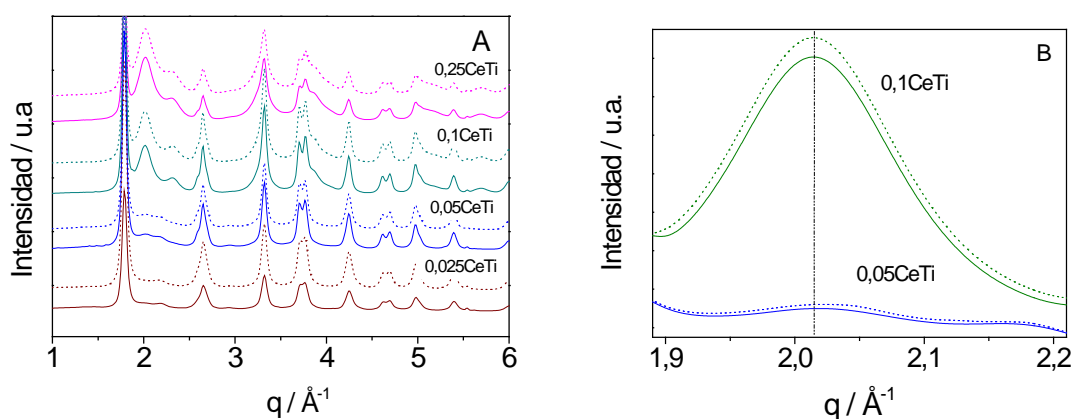 A
0,25CeTi
0,1CeTi
0,05CeTi
0,025CeTi
Intensidad / u.a
1 2 3 4 5 6
q / Å-1
B
0,1CeTi
0,05CeTi
Intensidad / u.a.
1,9 2,0 2,1 2,2
q / Å-1